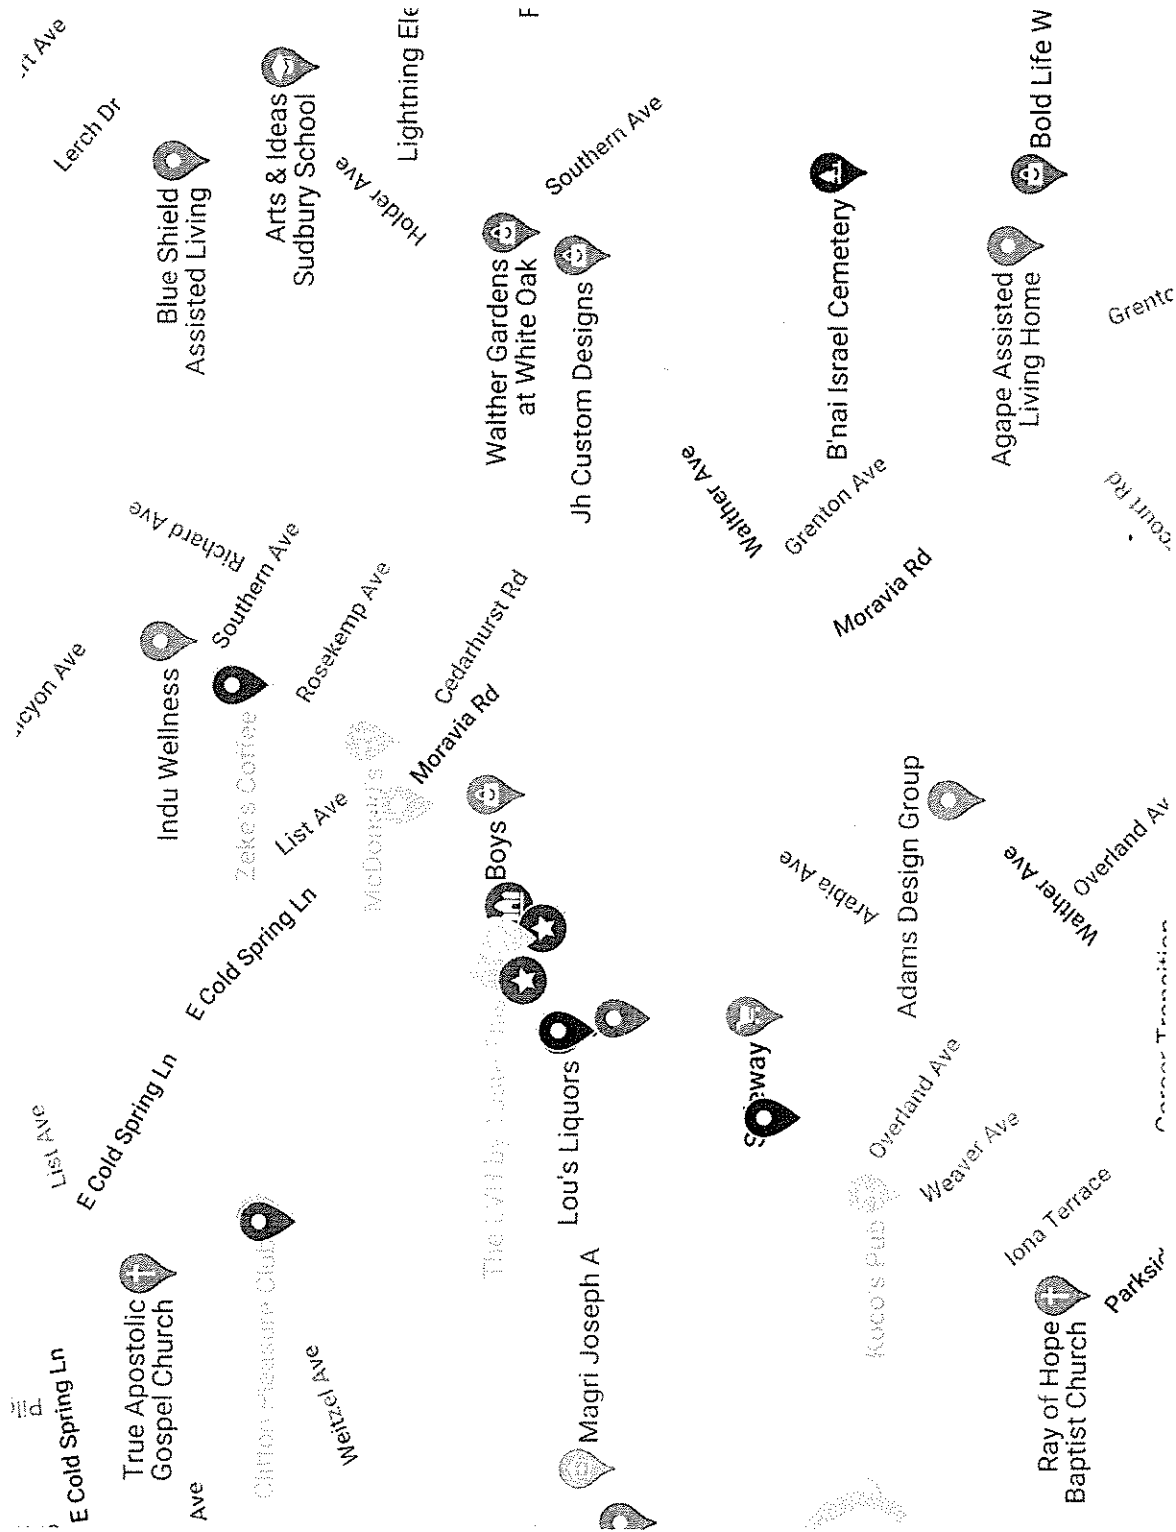 List Ave
E Cold Spring Ln
E Cold Spring Ln
True Apostolic
Gospel Church
Ave
E Cold Spring Ln
List Ave
Indu Wellness
Zeke's Coffee
Southern Ave
Richard Ave
Blue Shield
Assisted Living
Lerch Dr
Arts & Ideas
Sudbury School
Holder Ave
Lightning
Rosekemp Ave
McDonald's
Weitzel Ave
Cedarhurst Rd
Moravia Rd
Boys
Walther Gardens
at White Oak
Southern Ave
Jh Custom Designs
Lou's Liquors
Magri Joseph A
Walther Ave
Grenton Ave
Moravia Rd
B'nai Israel Cemetery
Arabia Ave
Adams Design Group
Koco's Pub
Overland Ave
Weaver Ave
Iona Terrace
Walther Ave
Overland Av
Agape Assisted
Living Home
Bold Life W
Ray of Hope
Baptist Church